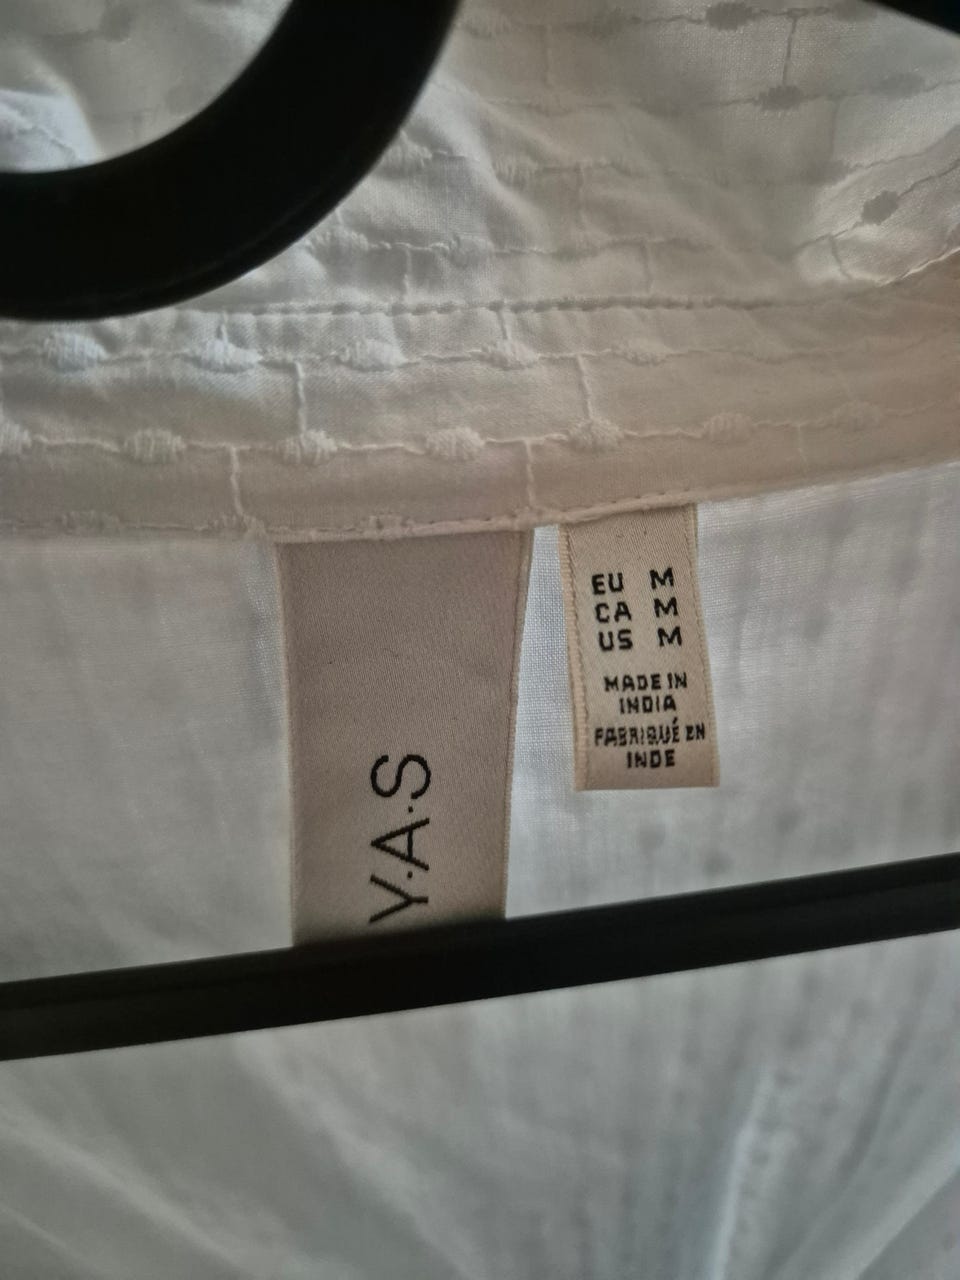 Y.A.S
EU M
CA M
US M
MADE IN
INDIA
FABRIQUÉ EN
INDE